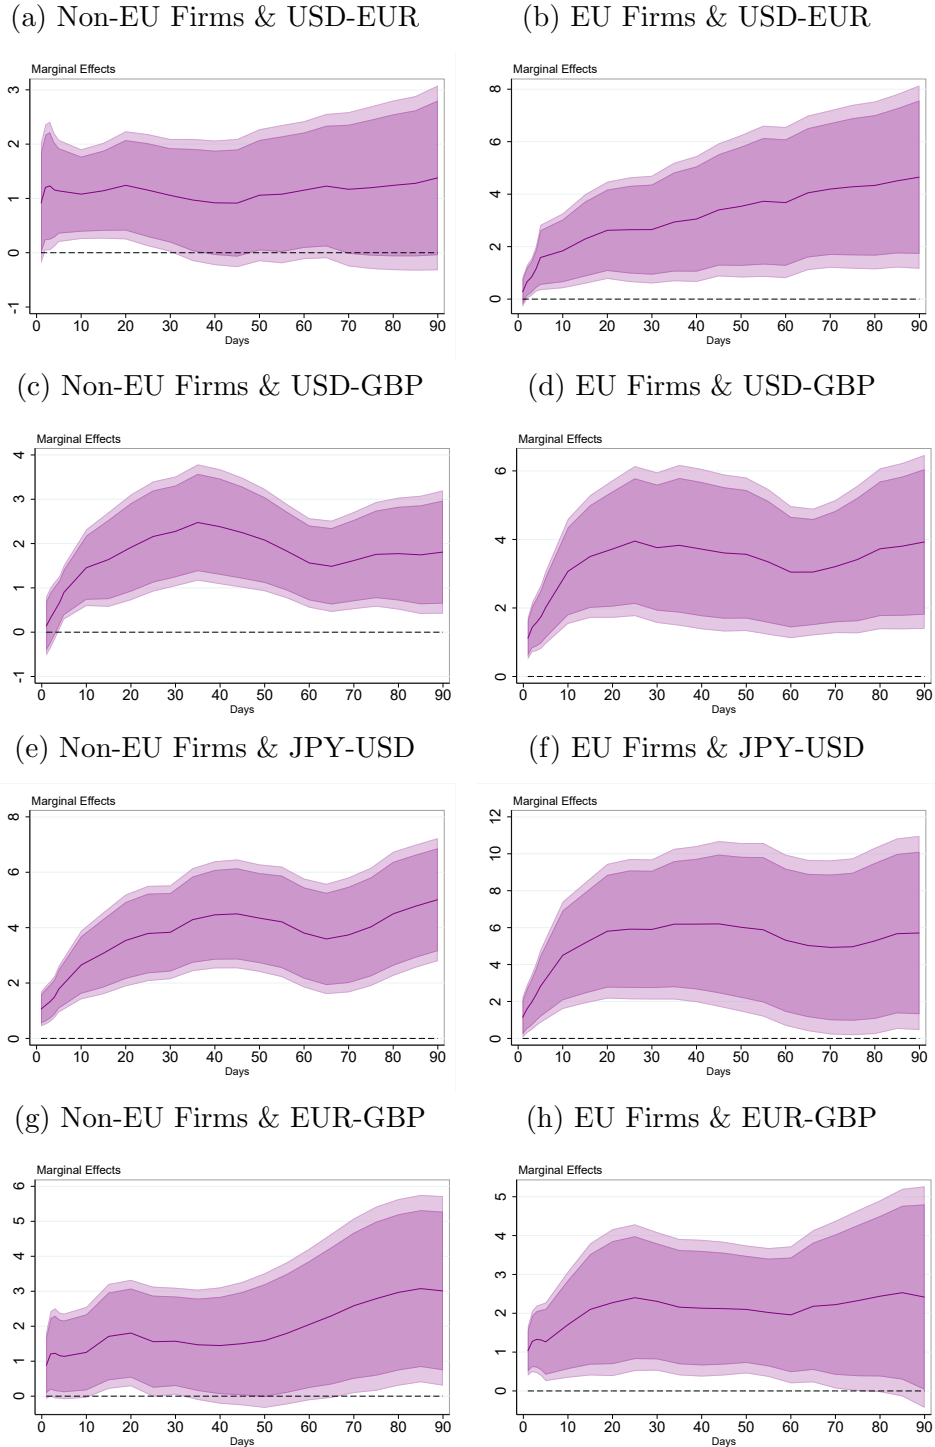 (a) Non-EU Firms & USD-EUR
Marginal Effects
3
2
1
0
-1
0 10 20 30 40 50 60 70 80 90
Days
(b) EU Firms & USD-EUR
Marginal Effects
8
6
4
2
0
0 10 20 30 40 50 60 70 80 90
Days
(c) Non-EU Firms & USD-GBP
Marginal Effects
4
3
2
1
0
-1
0 10 20 30 40 50 60 70 80 90
Days
(d) EU Firms & USD-GBP
Marginal Effects
6
4
2
0
0 10 20 30 40 50 60 70 80 90
Days
(e) Non-EU Firms & JPY-USD
Marginal Effects
8
6
4
2
0
0 10 20 30 40 50 60 70 80 90
Days
(f) EU Firms & JPY-USD
Marginal Effects
12
10
8
6
4
2
0
0 10 20 30 40 50 60 70 80 90
Days
(g) Non-EU Firms & EUR-GBP
Marginal Effects
6
5
4
3
2
1
0
0 10 20 30 40 50 60 70 80 90
Days
(h) EU Firms & EUR-GBP
Marginal Effects
5
4
3
2
1
0
0 10 20 30 40 50 60 70 80 90
Days